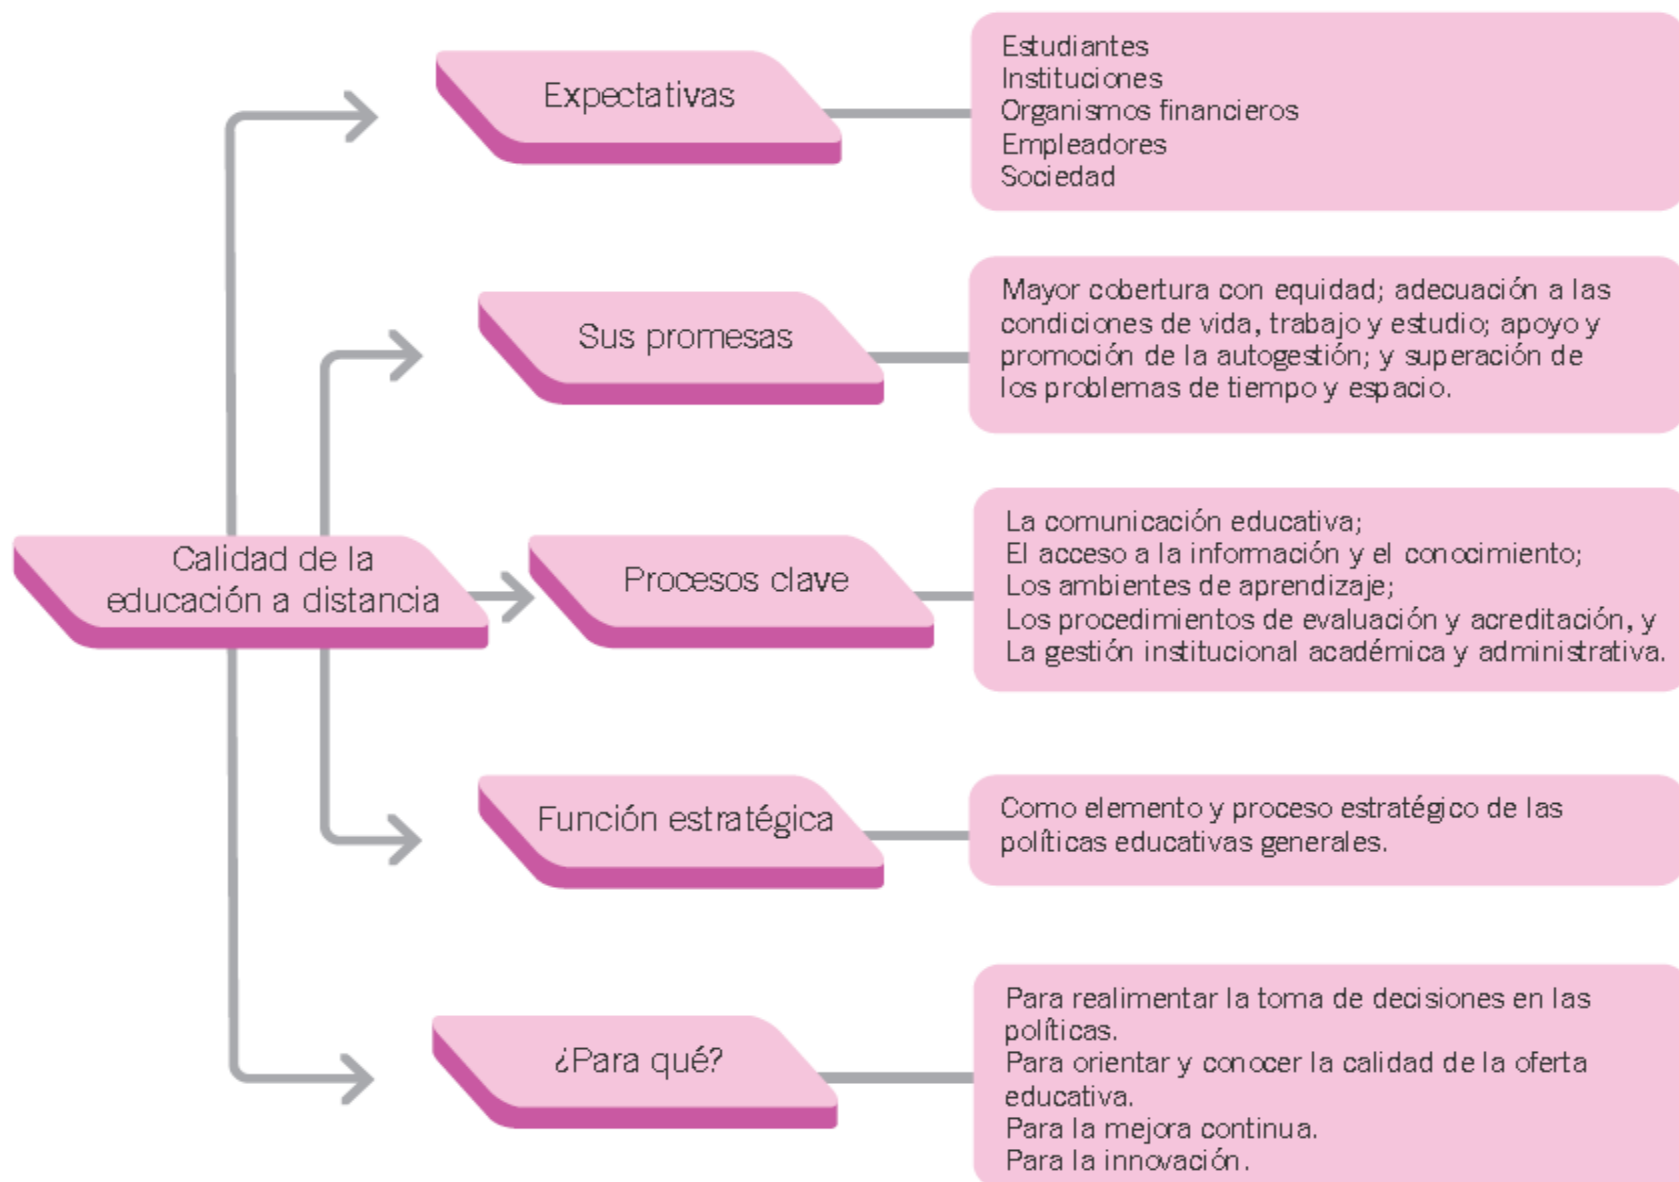 Expectativas
Estudiantes
Instituciones
Organismos financieros
Empleadores
Sociedad
Sus promesas
Mayor cobertura con equidad; adecuación a las
condiciones de vida, trabajo y estudio; apoyo y
promoción de la autogestión; y superación de
los problemas de tiempo y espacio.
Calidad de la
educación a distancia
Procesos clave
La comunicación educativa;
El acceso a la información y el conocimiento;
Los ambientes de aprendizaje;
Los procedimientos de evaluación y acreditación, y
La gestión institucional académica y administrativa.
Función estratégica
Como elemento y proceso estratégico de las
políticas educativas generales.
¿Para qué?
Para realimentar la toma de decisiones en las
políticas.
Para orientar y conocer la calidad de la oferta
educativa.
Para la mejora continua.
Para la innovación.